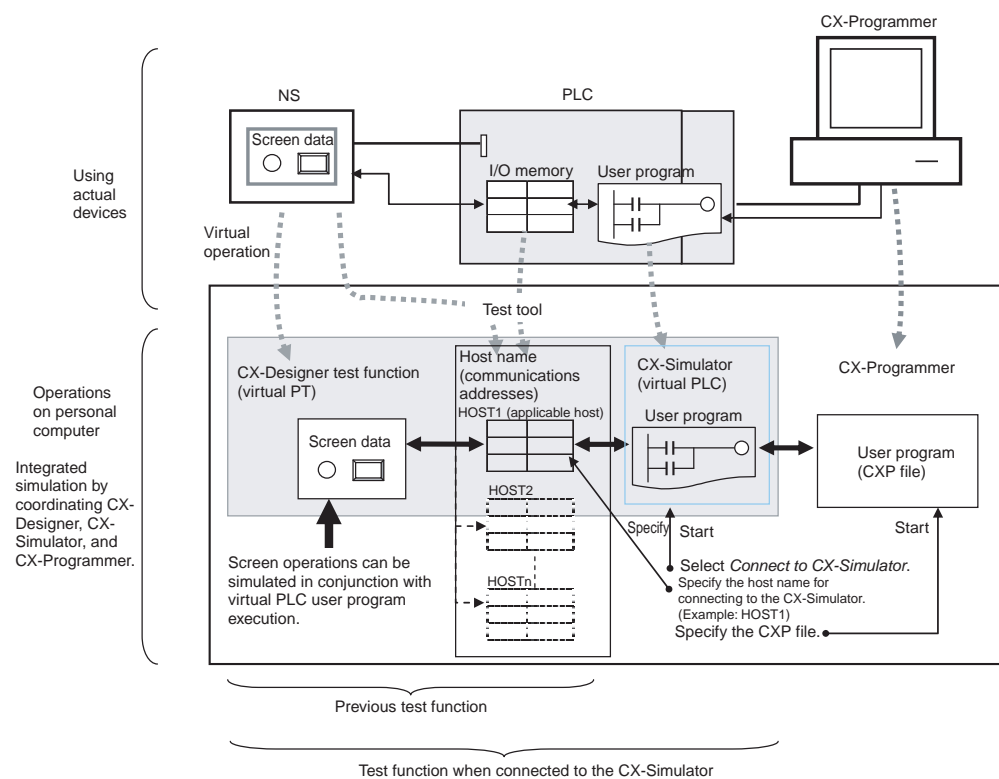 CX-Programmer
NS
PLC
Screen data
I/O memory
User program
Using
actual
devices
Virtual
operation
Test tool
CX-Designer test function
(virtual PT)
Host name
(communications
addresses)
HOST1 (applicable host)
CX-Simulator
(virtual PLC)
CX-Programmer
User program
Screen data
User program
(CXP file)
HOST2
HOSTn
Operations
on personal
computer
Integrated
simulation by
coordinating CX-
Designer, CX-
Simulator, and
CX-Programmer.
Specify
Start
Start
Screen operations can be
simulated in conjunction with
virtual PLC user program
execution.
Select Connect to CX-Simulator.
Specify the host name for
connecting to the CX-Simulator.
(Example: HOST1)
Specify the CXP file.
Previous test function
Test function when connected to the CX-Simulator